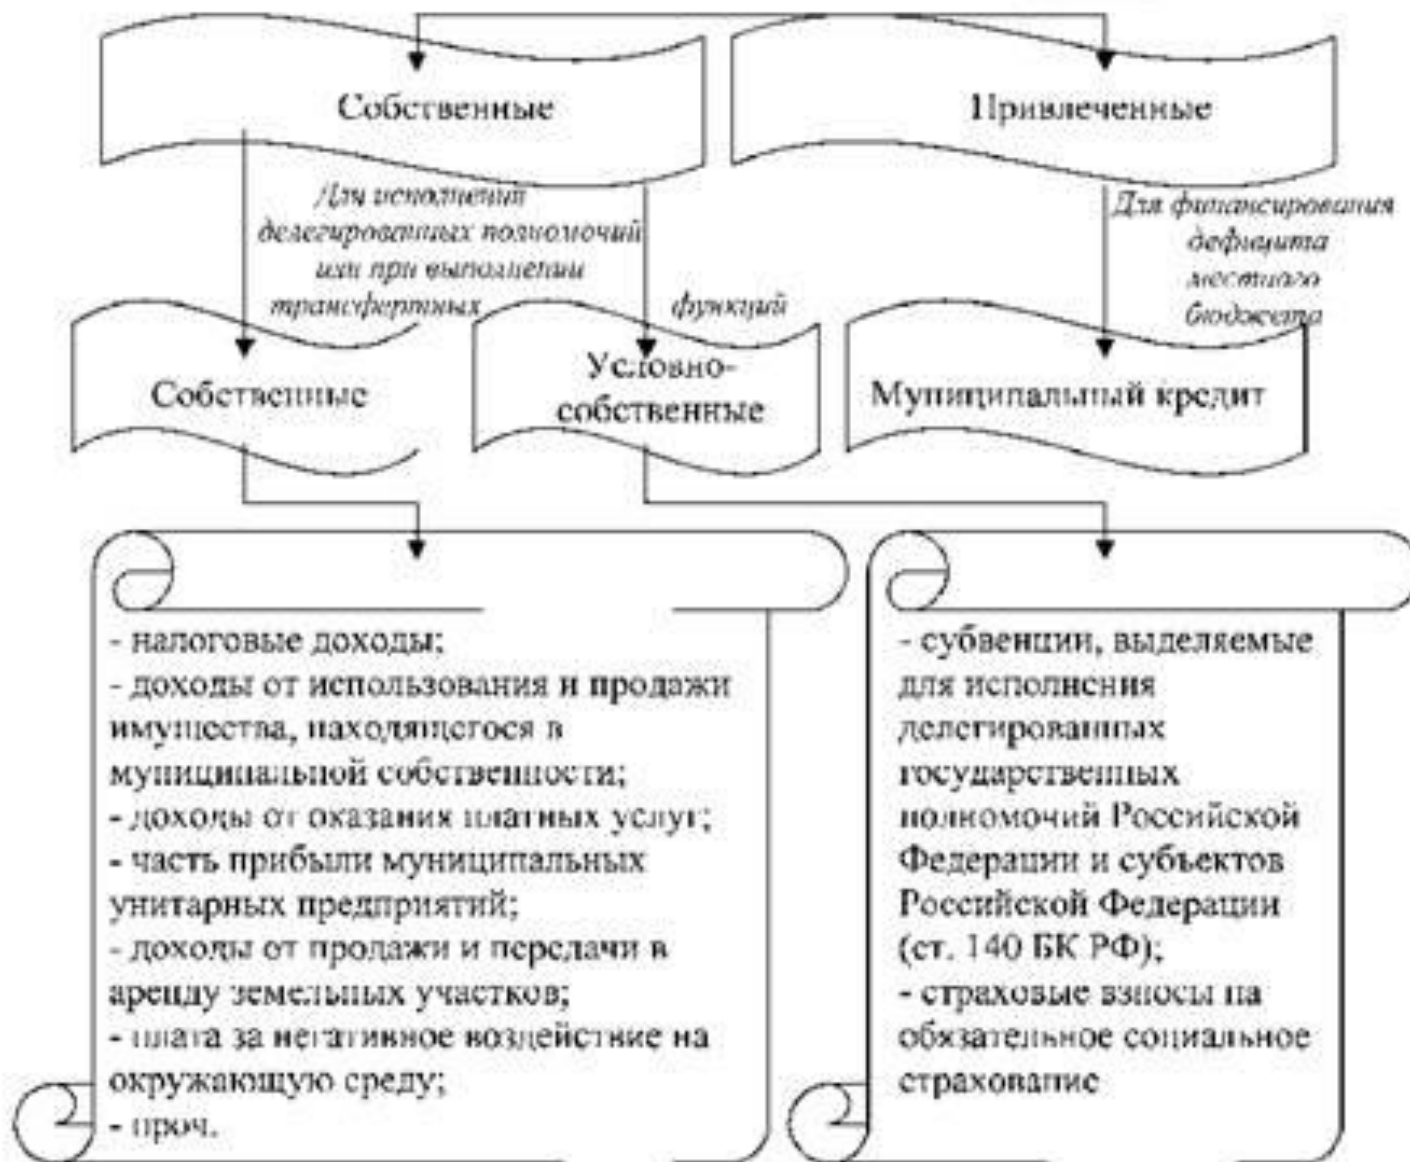 Собственные
Привлеченные
Для исполнения
делегированных полномочий
или при выполнении
трансфертных
функций
Для финансирования
дефицита
местного
бюджета
Собственные
Условно-
собственные
Муниципальный кредит
- налоговые доходы;
- доходы от использования и продажи
имущества, находящегося в
муниципальной собственности;
- доходы от оказания платных услуг;
- часть прибыли муниципальных
унитарных предприятий;
- доходы от продажи и передачи в
аренду земельных участков;
- плата за негативное воздействие на
окружающую среду;
- проч.
- субвенции, выделяемые
для исполнения
делегированных
государственных
полномочий Российской
Федерации и субъектов
Российской Федерации
(ст. 140 БК РФ);
- страховые взносы на
обязательное социальное
страхование